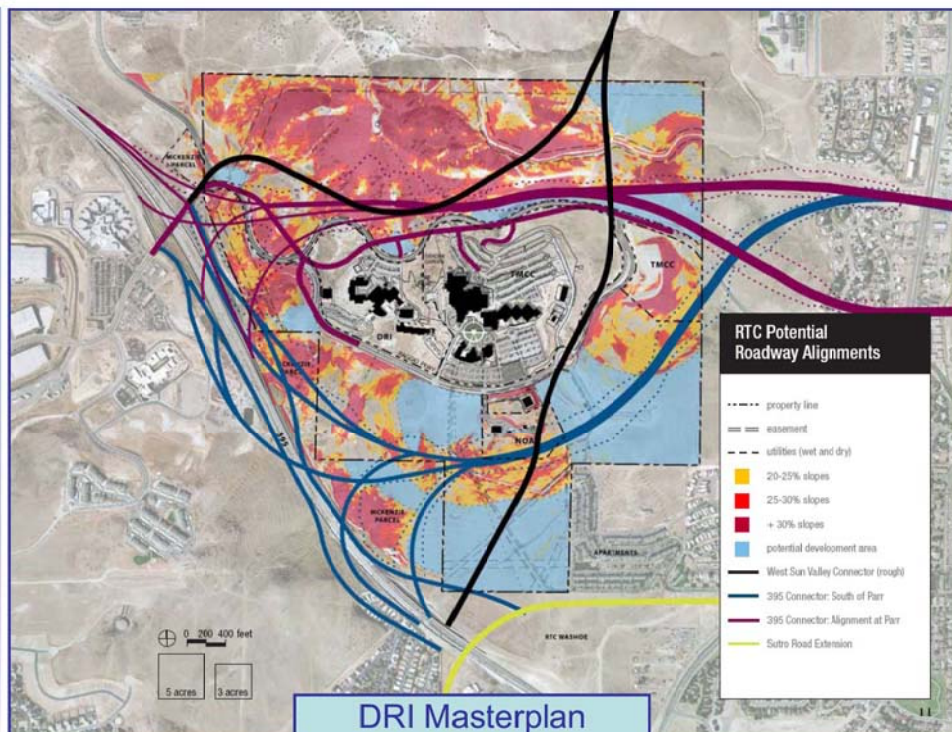 MCKENZIE
PARCEL
TMCC
TMCC
DRI
395
NOAA
MCKENZIE
PARCEL
APARTMENTS
RTC WASHOE
0 200 400 feet
5 acres
3 acres
RTC Potential
Roadway Alignments
property line
easement
utilities (wet and dry)
20-25% slopes
25-30% slopes
+ 30% slopes
potential development area
West Sun Valley Connector (rough)
395 Connector: South of Parr
395 Connector: Alignment at Parr
Sutro Road Extension
11
DRI Masterplan